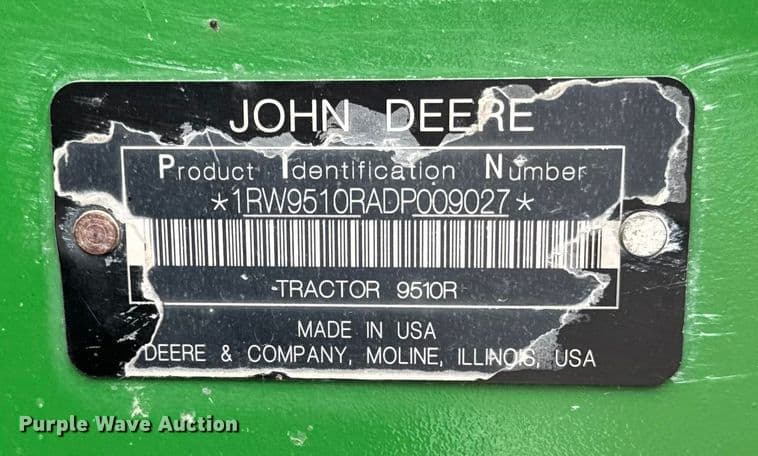 JOHN DEERE
Product Identification Number
*1RW9510RADP009027*
TRACTOR 9510R
MADE IN USA
DEERE & COMPANY, MOLINE, ILLINOIS, USA
Purple Wave Auction